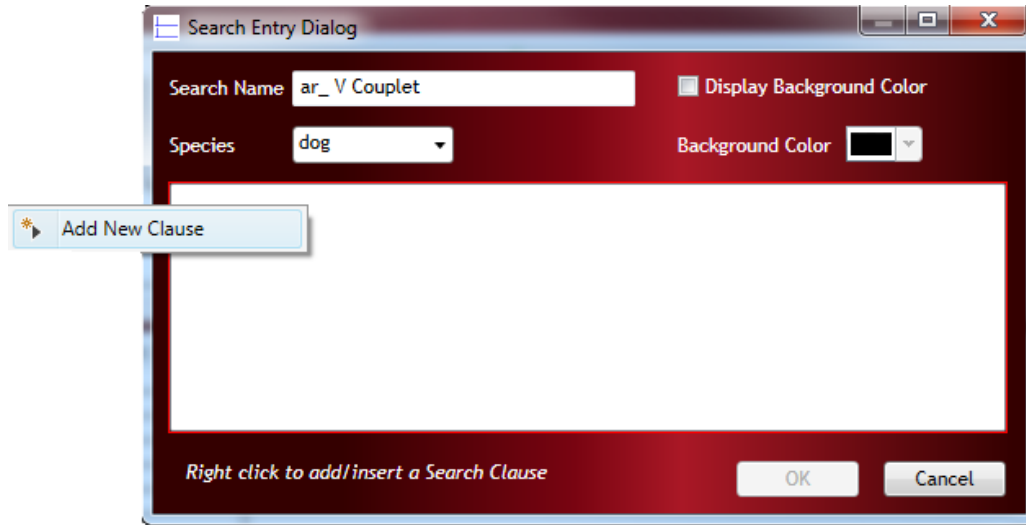 Search Entry Dialog
Search Name ar_ V Couplet Display Background Color
Species dog Background Color
Add New Clause
Right click to add/insert a Search Clause
OK Cancel